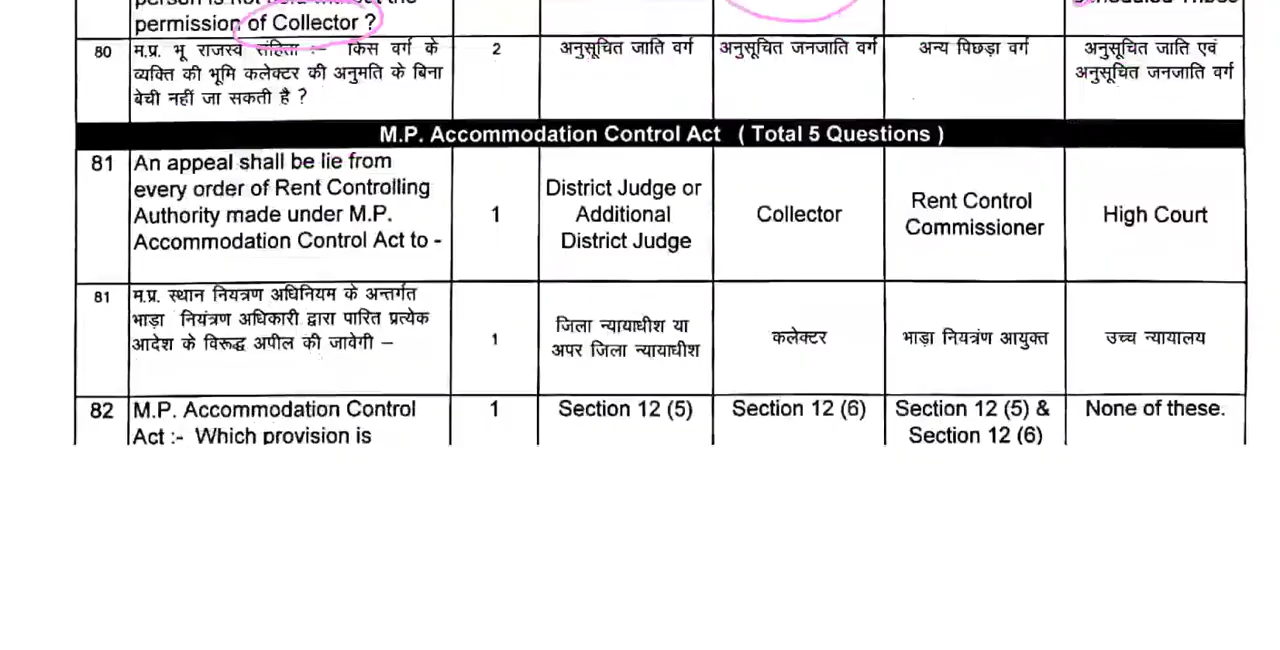 permission of Collector ?
80 म.प्र. भू राजस्व संहिता :– किस वर्ग के 2 अनुसूचित जाति वर्ग अनुसूचित जनजाति वर्ग अन्य पिछड़ा वर्ग अनुसूचित जाति एवं
व्यक्ति की भूमि कलेक्टर की अनुमति के बिना अनुसूचित जनजाति वर्ग
बेची नहीं जा सकती है ?
M.P. Accommodation Control Act ( Total 5 Questions )
81 An appeal shall be lie from
every order of Rent Controlling
Authority made under M.P.
Accommodation Control Act to -
1
District Judge or
Additional
District Judge
Collector
Rent Control
Commissioner
High Court
81 म.प्र. स्थान नियत्रण अधिनियम के अन्तर्गत
भाड़ा नियंत्रण अधिकारी द्वारा पारित प्रत्येक
आदेश के विरूद्ध अपील की जावेगी –
1
जिला न्यायाधीश या
अपर जिला न्यायाधीश
कलेक्टर
भाड़ा नियत्रंण आयुक्त
उच्च न्यायालय
82 M.P. Accommodation Control 1 Section 12 (5) Section 12 (6) Section 12 (5) & None of these.
Act :- Which provision is Section 12 (6)